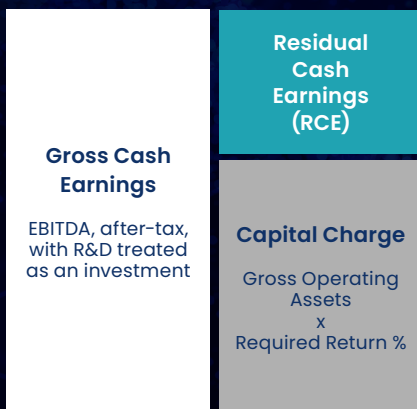 Gross Cash
Earnings
EBITDA, after-tax,
with R&D treated
as an investment
Residual
Cash
Earnings
(RCE)
Capital Charge
Gross Operating
Assets
x
Required Return %